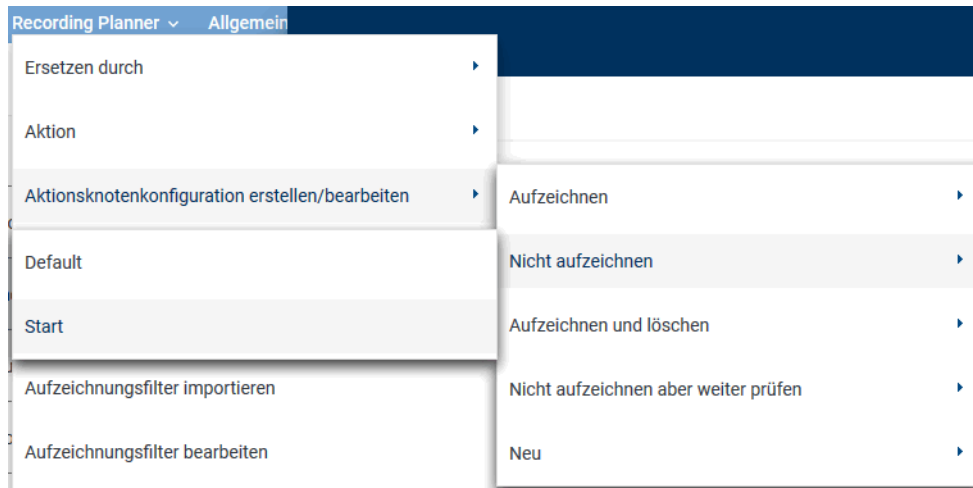 Recording Planner Allgemein
Ersetzen durch
Aktion
Aktionsknotenkonfiguration erstellen/bearbeiten
Aufzeichnen
Default
Nicht aufzeichnen
Start
Aufzeichnen und löschen
Aufzeichnungsfilter importieren
Nicht aufzeichnen aber weiter prüfen
Aufzeichnungsfilter bearbeiten
Neu